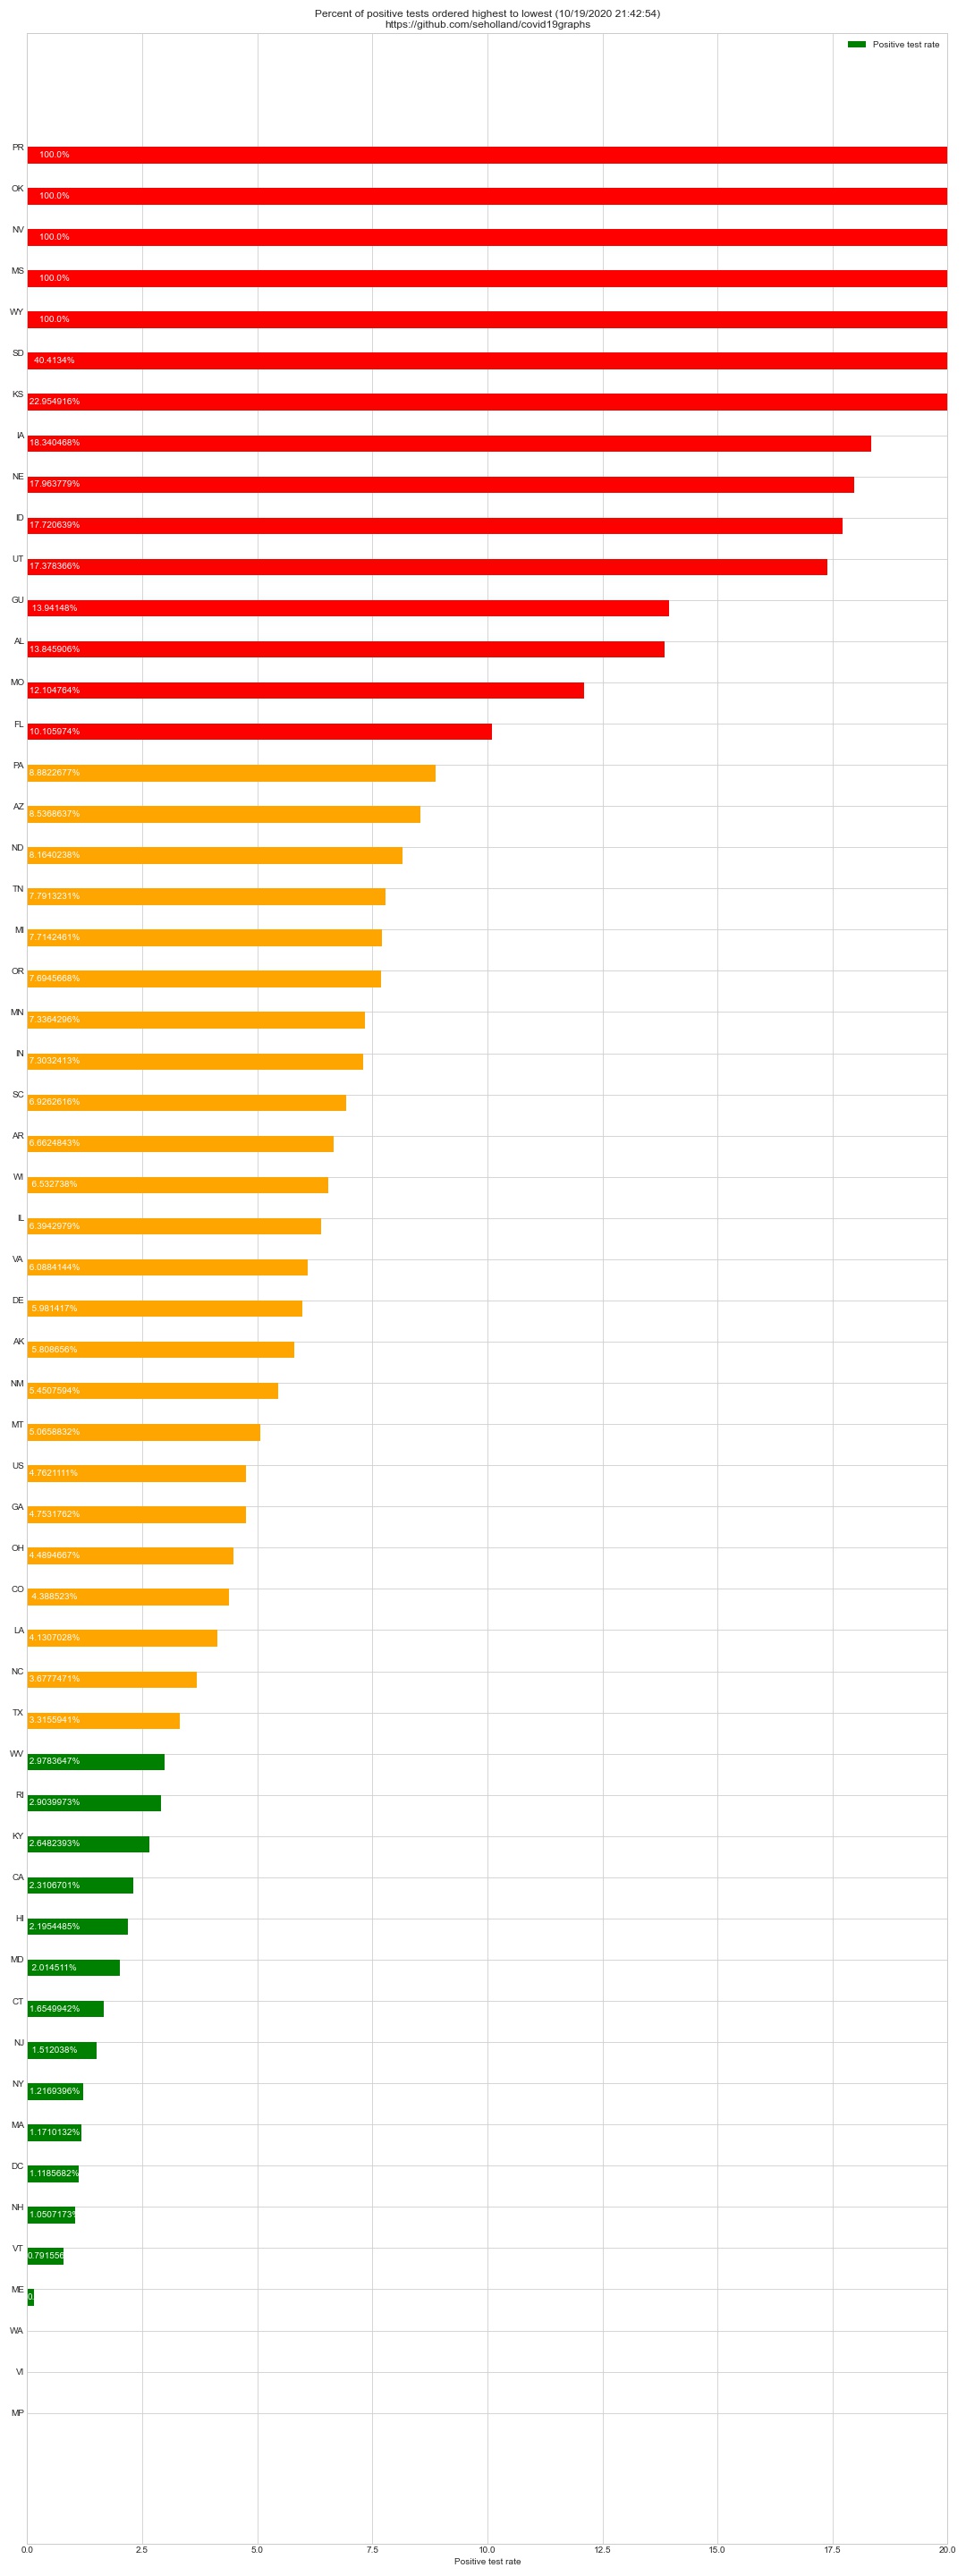 Percent of positive tests ordered highest to lowest (10/19/2020 21:42:54)
https://github.com/seholland/covid19graphs
Positive test rate
PR 100.0%
OK 100.0%
NV 100.0%
MS 100.0%
WY 100.0%
SD 40.4134%
KS 22.954916%
IA 18.340468%
NE 17.963779%
ID 17.720639%
UT 17.378366%
GU 13.94148%
AL 13.845906%
MO 12.104764%
FL 10.105974%
PA 8.8822677%
AZ 8.5368637%
ND 8.1640238%
TN 7.7913231%
MI 7.7142461%
OR 7.6945668%
MN 7.3364296%
IN 7.3032413%
SC 6.9262616%
AR 6.6624843%
WI 6.532738%
IL 6.3942979%
VA 6.0884144%
DE 5.981417%
AK 5.808656%
NM 5.4507594%
MT 5.0658832%
US 4.7621111%
GA 4.7531762%
OH 4.4894667%
CO 4.388523%
LA 4.1307028%
NC 3.6777471%
TX 3.3155941%
WV 2.9783647%
RI 2.9039973%
KY 2.6482393%
CA 2.3106701%
HI 2.1954485%
MD 2.014511%
CT 1.6549942%
NJ 1.512038%
NY 1.2169396%
MA 1.1710132%
DC 1.1185682%
NH 1.0507173%
VT 0.791556
ME 0.
WA
VI
MP
0.0 2.5 5.0 7.5 10.0 12.5 15.0 17.5 20.0
Positive test rate